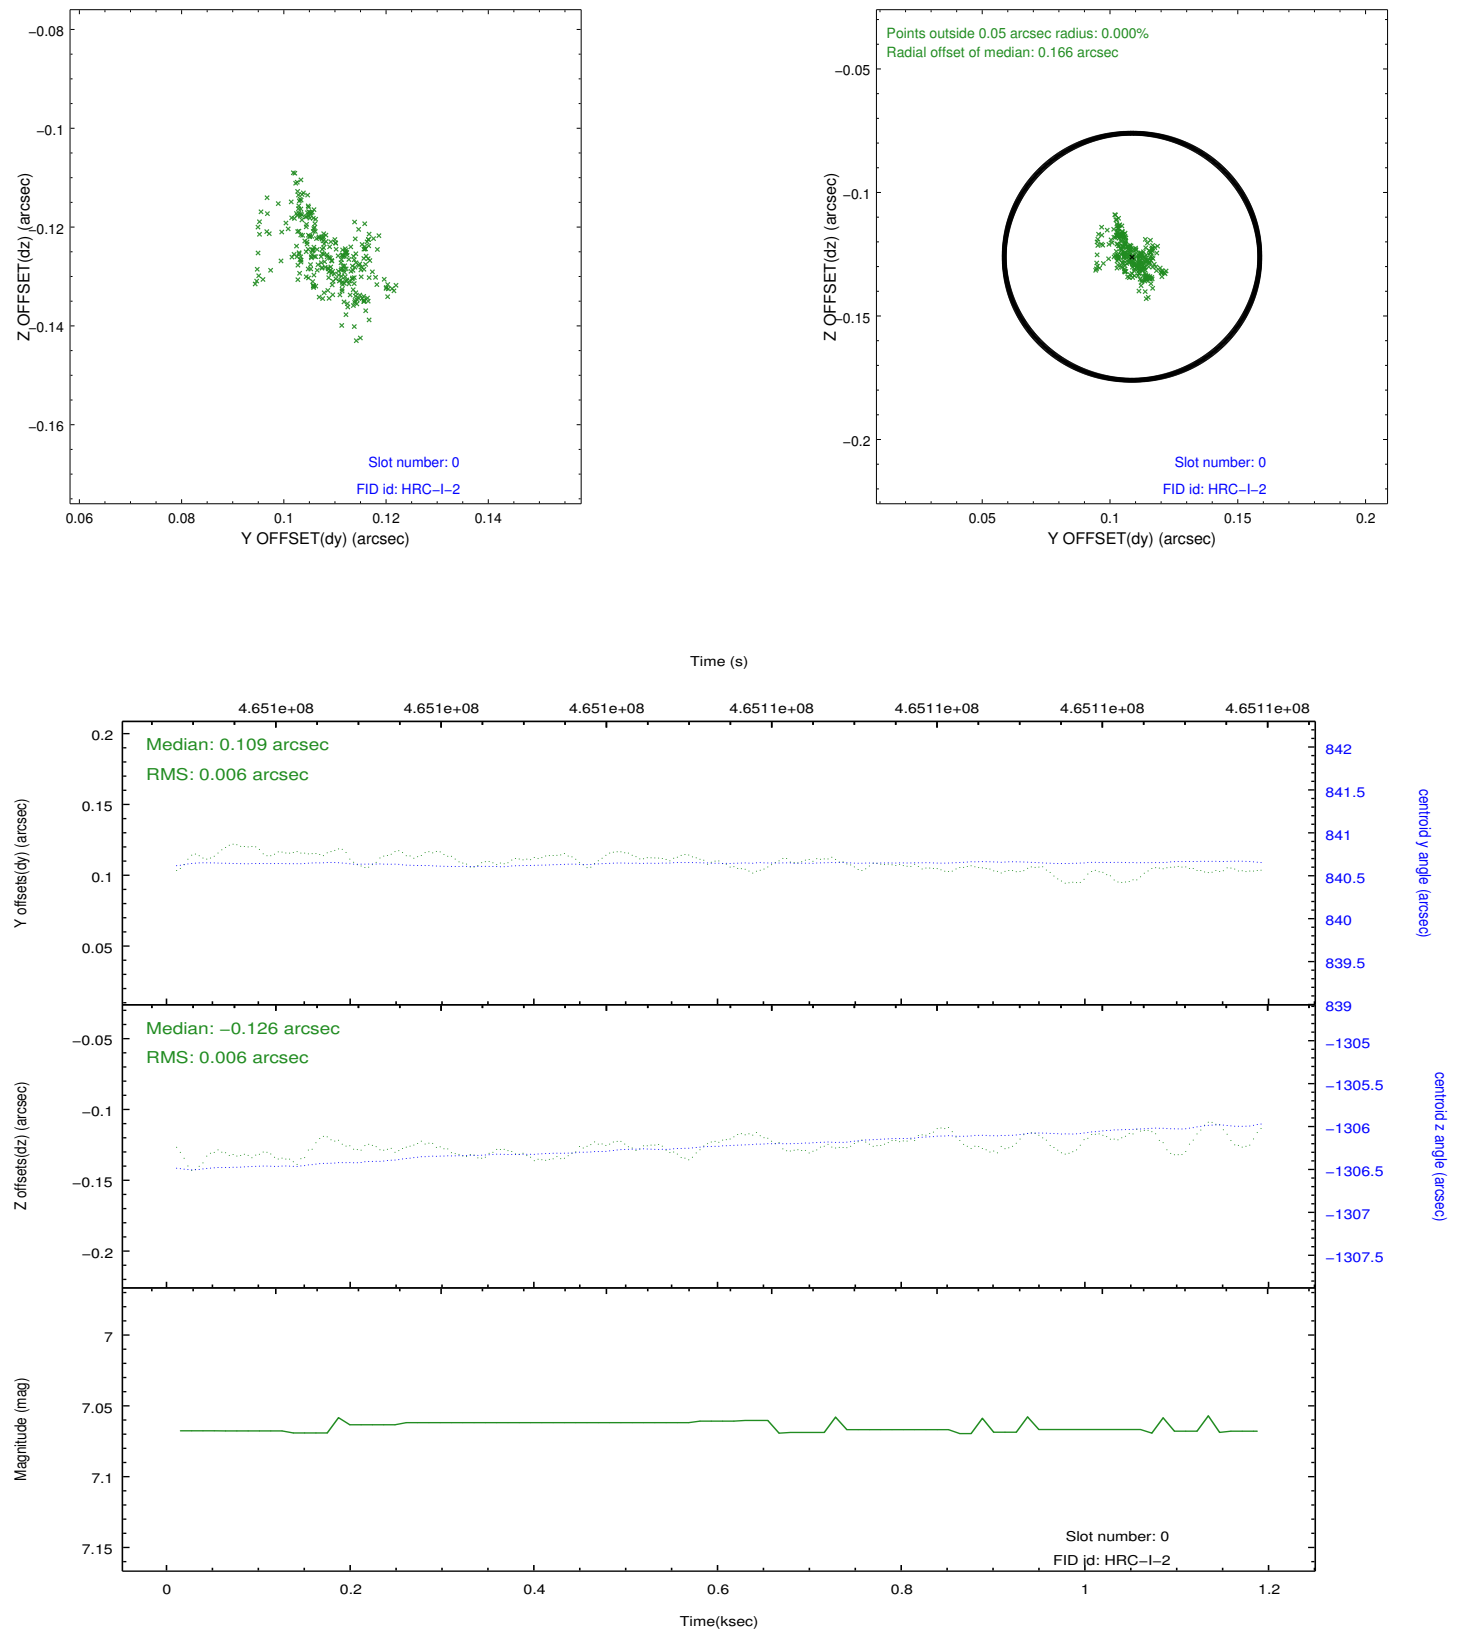 −0.08
−0.1
−0.12
−0.14
−0.16
Z OFFSET(dz) (arcsec)
Slot number: 0
FID id: HRC−I−2
0.06 0.08 0.1 0.12 0.14
Y OFFSET(dy) (arcsec)
Points outside 0.05 arcsec radius: 0.000%
Radial offset of median: 0.166 arcsec
−0.05
−0.1
−0.15
−0.2
Z OFFSET(dz) (arcsec)
Slot number: 0
FID id: HRC−I−2
0.05 0.1 0.15 0.2
Y OFFSET(dy) (arcsec)
Time (s)
4.651e+08 4.651e+08 4.651e+08 4.6511e+08 4.6511e+08 4.6511e+08 4.6511e+08
Median: 0.109 arcsec
RMS: 0.006 arcsec
0.2
0.15
0.1
0.05
Y offsets(dy) (arcsec)
842
841.5
841
840.5
840
839.5
839
centroid y angle (arcsec)
Median: −0.126 arcsec
RMS: 0.006 arcsec
−0.05
−0.1
−0.15
−0.2
Z offsets(dz) (arcsec)
−1305
−1305.5
−1306
−1306.5
−1307
−1307.5
centroid z angle (arcsec)
7
7.05
7.1
7.15
Magnitude (mag)
Slot number: 0
FID id: HRC−I−2
0 0.2 0.4 0.6 0.8 1 1.2
Time(ksec)